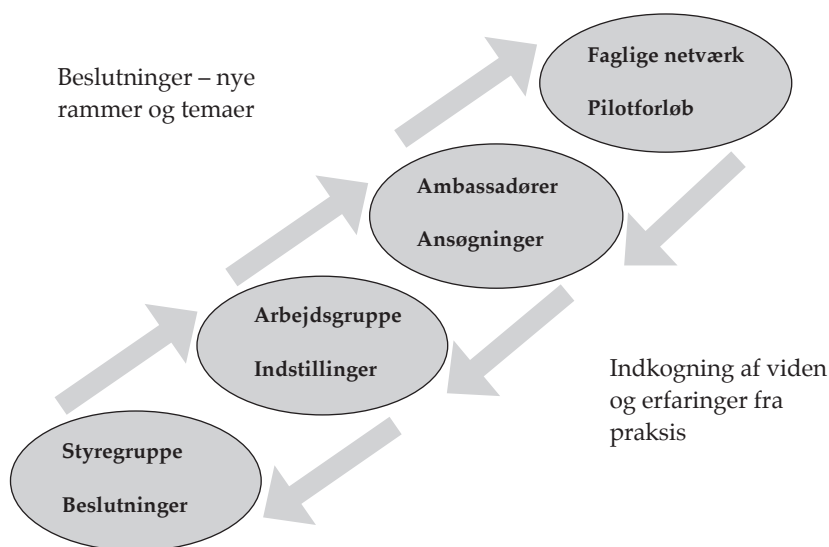 Beslutninger – nye
rammer og temaer
Faglige netværk
Pilotforløb
Ambassadører
Ansøgninger
Arbejdsgruppe
Indstillinger
Indkogning af viden
og erfaringer fra
praksis
Styregruppe
Beslutninger